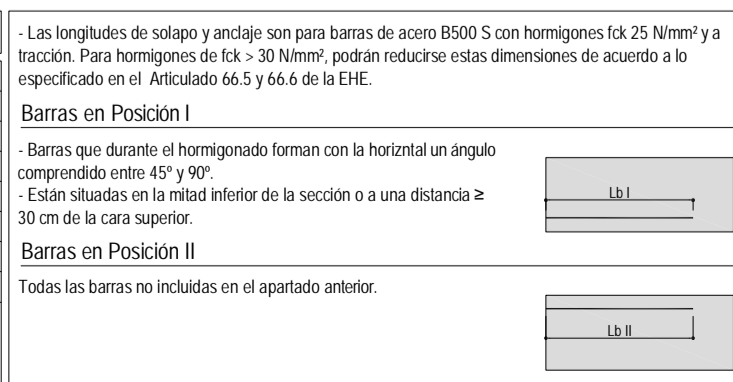 - Las longitudes de solapo y anclaje son para barras de acero B500 S con hormigones fck 25 N/mm² y a
tracción. Para hormigones de fck > 30 N/mm², podrán reducirse estas dimensiones de acuerdo a lo
especificado en el Articulado 66.5 y 66.6 de la EHE.
Barras en Posición I
- Barras que durante el hormigonado forman con la horizntal un ángulo
comprendido entre 45º y 90º.
- Están situadas en la mitad inferior de la sección o a una distancia ≥
30 cm de la cara superior.
Lb I
Barras en Posición II
Todas las barras no incluidas en el apartado anterior.
Lb II